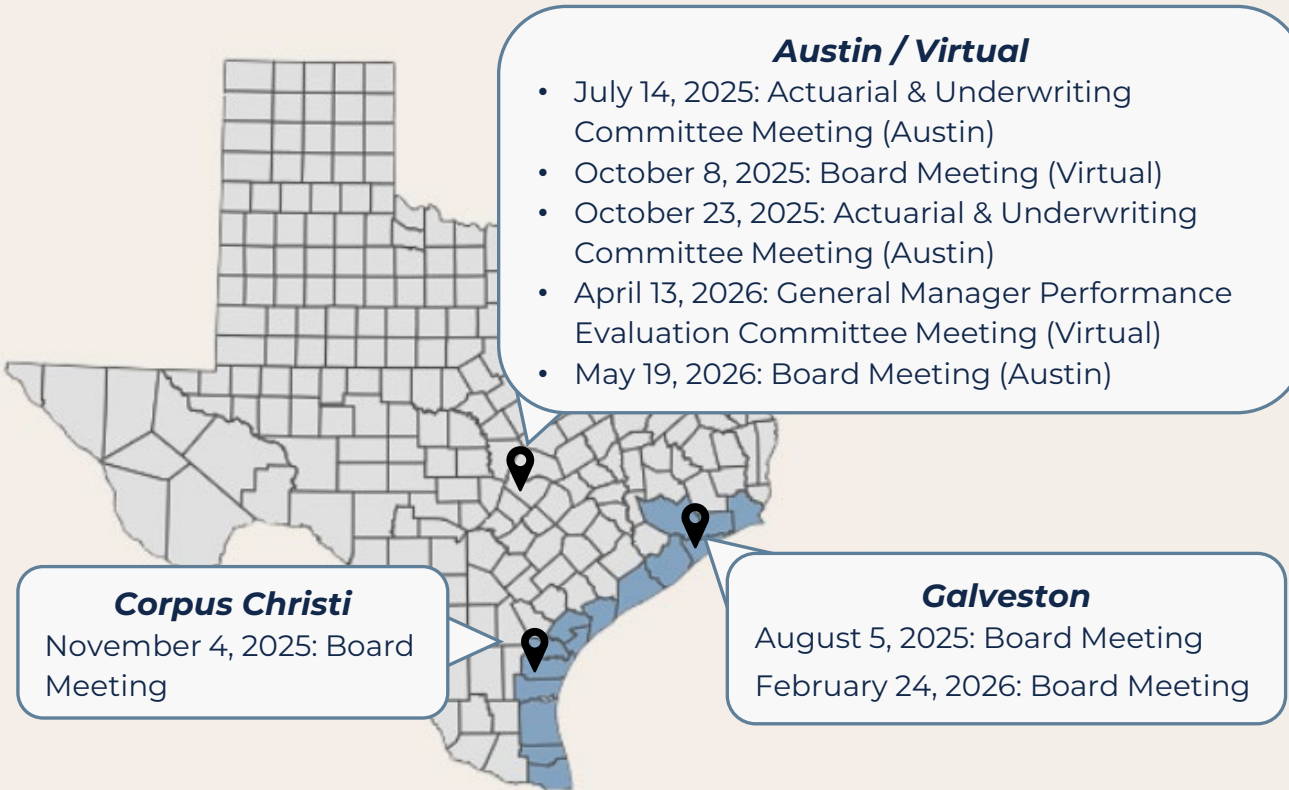 Austin / Virtual
• July 14, 2025: Actuarial & Underwriting
Committee Meeting (Austin)
• October 8, 2025: Board Meeting (Virtual)
• October 23, 2025: Actuarial & Underwriting
Committee Meeting (Austin)
• April 13, 2026: General Manager Performance
Evaluation Committee Meeting (Virtual)
• May 19, 2026: Board Meeting (Austin)
Corpus Christi
November 4, 2025: Board
Meeting
Galveston
August 5, 2025: Board Meeting
February 24, 2026: Board Meeting